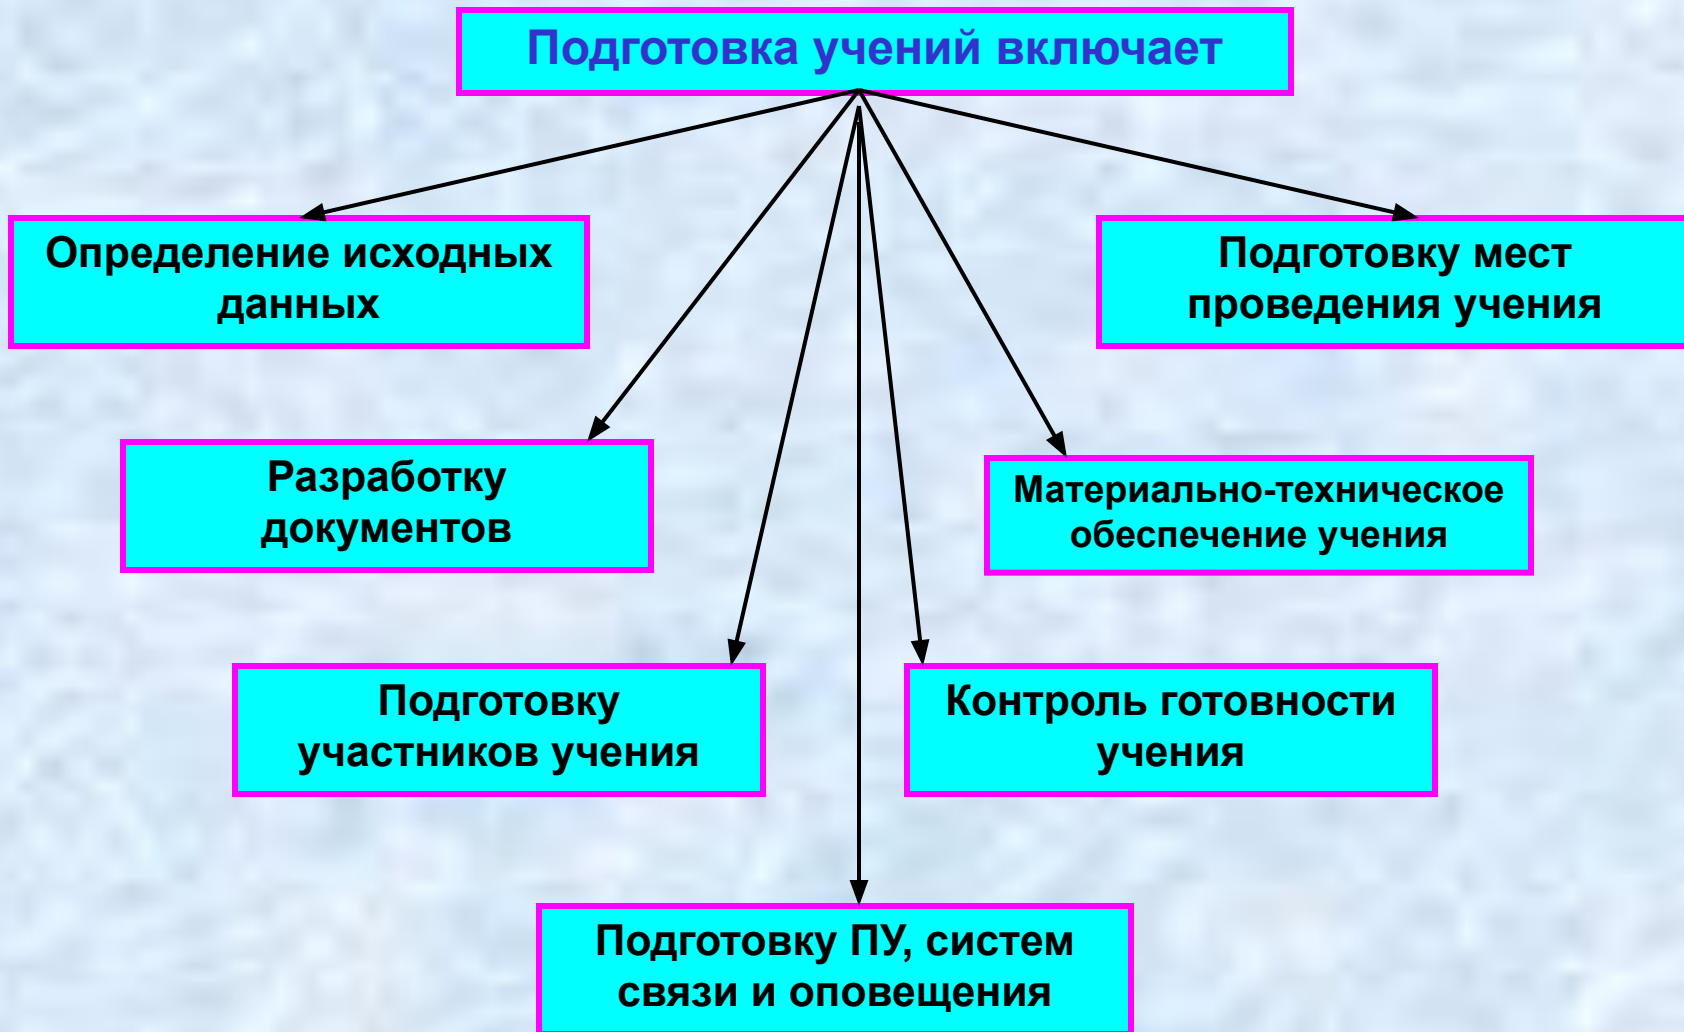 Подготовка учений включает
Определение исходных
данных
Подготовку мест
проведения учения
Разработку
документов
Материально-техническое
обеспечение учения
Подготовку
участников учения
Контроль готовности
учения
Подготовку ПУ, систем
связи и оповещения